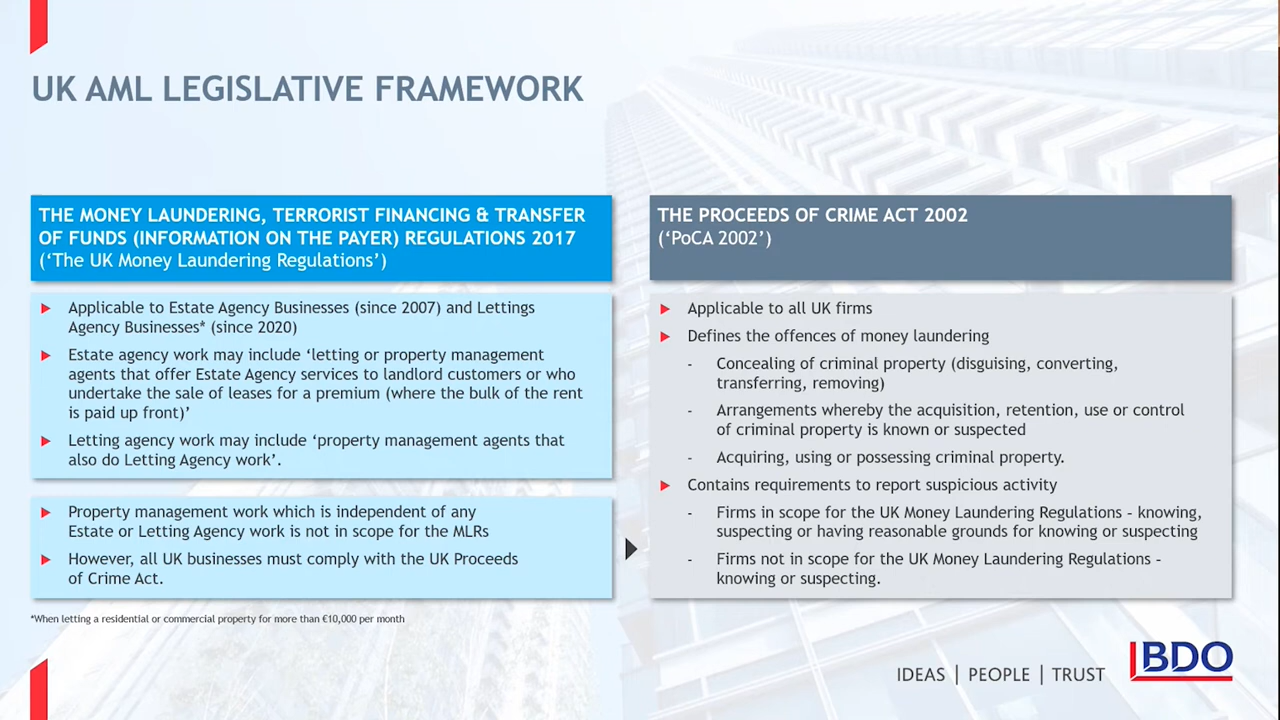 UK AML LEGISLATIVE FRAMEWORK
THE MONEY LAUNDERING, TERRORIST FINANCING & TRANSFER
OF FUNDS (INFORMATION ON THE PAYER) REGULATIONS 2017
(‘The UK Money Laundering Regulations’)
Applicable to Estate Agency Businesses (since 2007) and Lettings
Agency Businesses* (since 2020)
Estate agency work may include ‘letting or property management
agents that offer Estate Agency services to landlord customers or who
undertake the sale of leases for a premium (where the bulk of the rent
is paid up front)’
Letting agency work may include ‘property management agents that
also do Letting Agency work’.
Property management work which is independent of any
Estate or Letting Agency work is not in scope for the MLRs
However, all UK businesses must comply with the UK Proceeds
of Crime Act.
*When letting a residential or commercial property for more than €10,000 per month
THE PROCEEDS OF CRIME ACT 2002
(‘PoCA 2002’)
Applicable to all UK firms
Defines the offences of money laundering
- Concealing of criminal property (disguising, converting,
transferring, removing)
- Arrangements whereby the acquisition, retention, use or control
of criminal property is known or suspected
- Acquiring, using or possessing criminal property.
Contains requirements to report suspicious activity
- Firms in scope for the UK Money Laundering Regulations - knowing,
suspecting or having reasonable grounds for knowing or suspecting
- Firms not in scope for the UK Money Laundering Regulations -
knowing or suspecting.
IDEAS | PEOPLE | TRUST
BDO